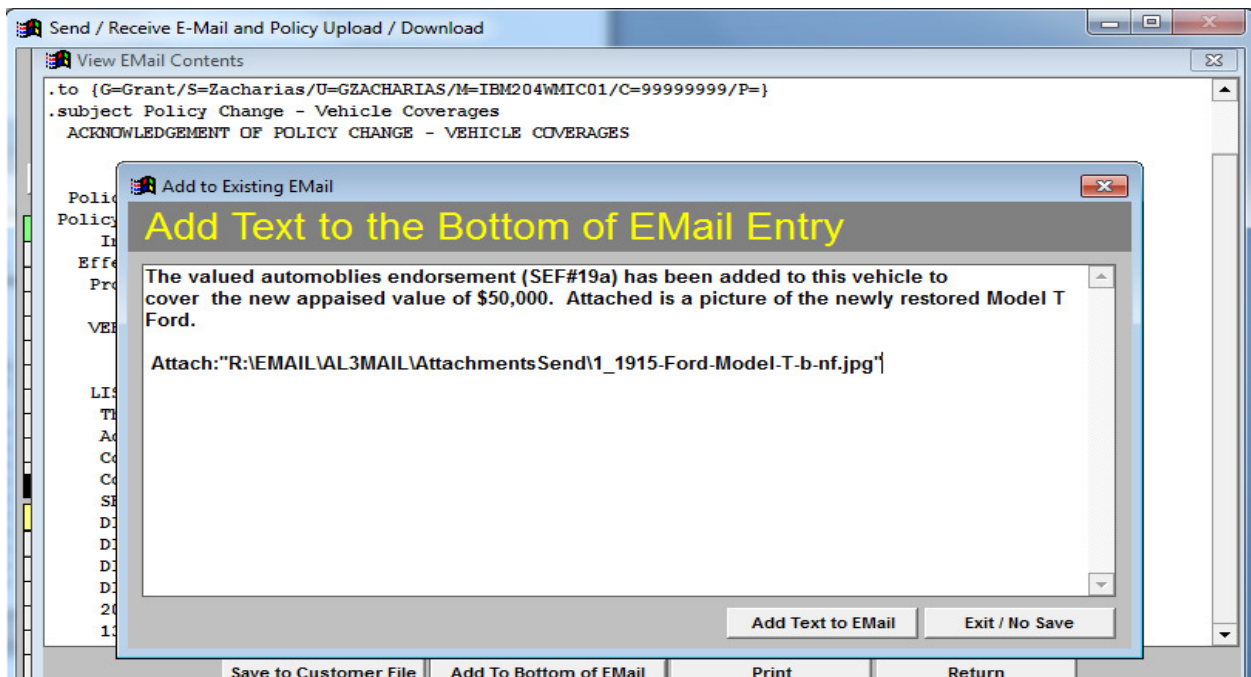 Send / Receive E-Mail and Policy Upload / Download
View EMail Contents
.to {G=Grant/S=Zacharias/U=GZACHARIAS/M=IBM204WMIC01/C=99999999/P=}
.subject Policy Change - Vehicle Coverages
ACKNOWLEDGEMENT OF POLICY CHANGE - VEHICLE COVERAGES
Add to Existing EMail
Add Text to the Bottom of EMail Entry
The valued automoblies endorsement (SEF#19a) has been added to this vehicle to
cover  the new appaised value of $50,000.  Attached is a picture of the newly restored Model T
Ford.
Attach:"R:\EMAIL\AL3MAIL\AttachmentsSend\1_1915-Ford-Model-T-b-nf.jpg"
Add Text to EMail
Exit / No Save
Save to Customer File
Add To Bottom of EMail
Print
Return